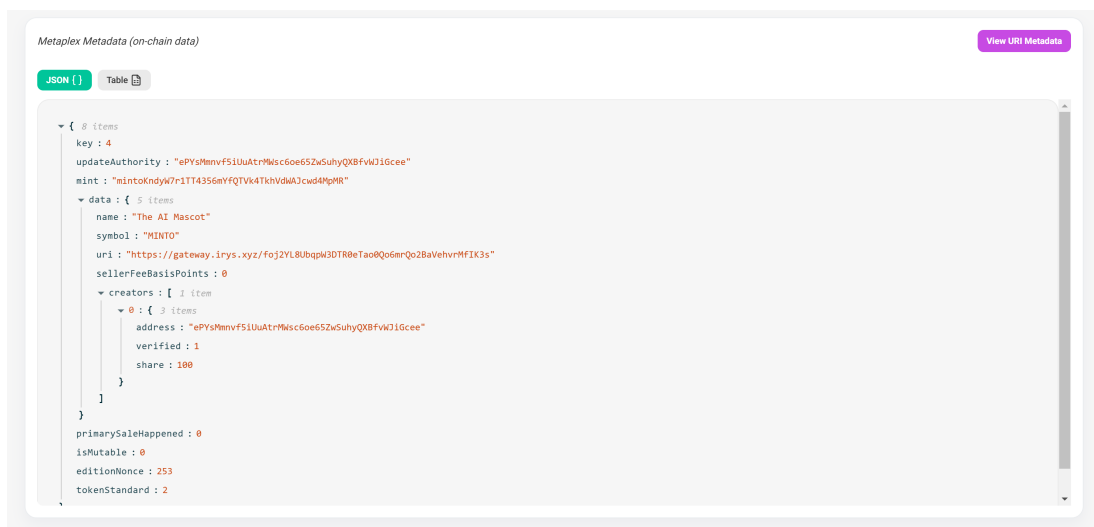 Metaplex Metadata (on-chain data)
View URI Metadata
JSON { }
Table
{ 8 items
key : 4
updateAuthority : "ePYsMmnvf5iUuAtrMWsc6oe65ZwSuhyQXBfvWJiGcee"
mint : "mintoKndyW7r1TT4356mYfQTVk4TkhVdWAJcwd4MpMR"
data : { 5 items
name : "The AI Mascot"
symbol : "MINTO"
uri : "https://gateway.irys.xyz/foj2YL8UbqpW3DTR0eTao0Qo6mrQo2BaVehvrMfIK3s"
sellerFeeBasisPoints : 0
creators : [ 1 item
0 : { 3 items
address : "ePYsMmnvf5iUuAtrMWsc6oe65ZwSuhyQXBfvWJiGcee"
verified : 1
share : 100
}
]
}
primarySaleHappened : 0
isMutable : 0
editionNonce : 253
tokenStandard : 2